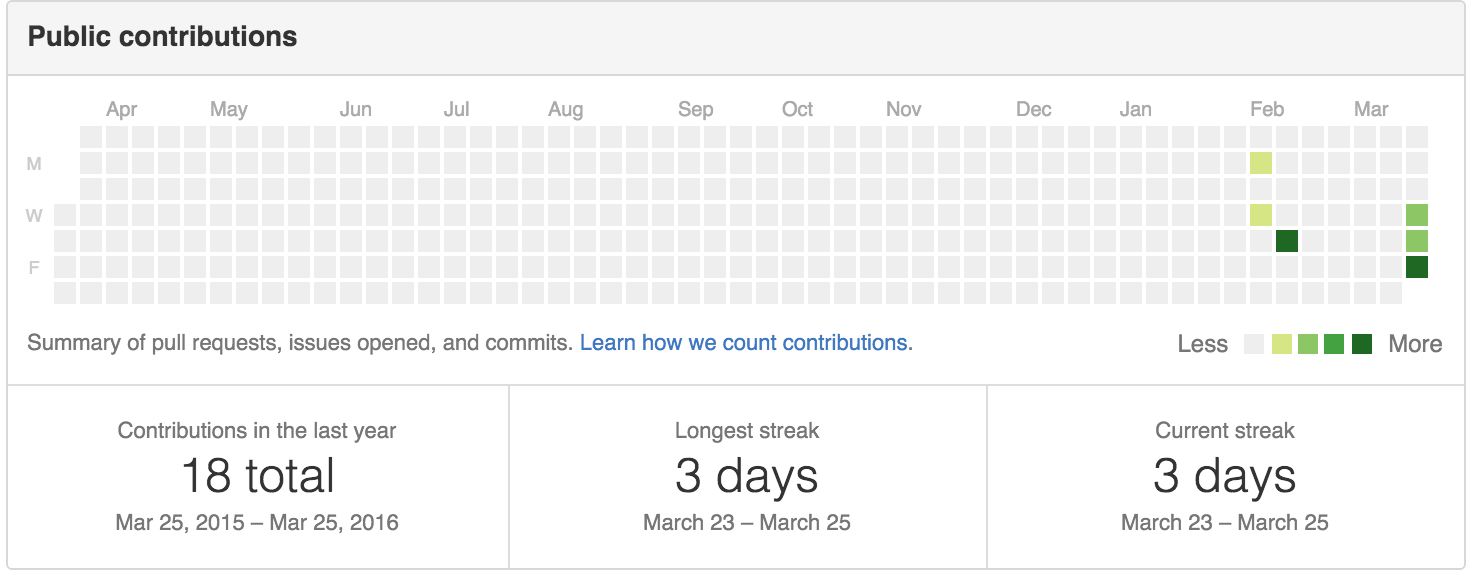 Public contributions
Apr May Jun Jul Aug Sep Oct Nov Dec Jan Feb Mar
M
W
F
Summary of pull requests, issues opened, and commits. Learn how we count contributions.
Less More
Contributions in the last year
18 total
Mar 25, 2015 – Mar 25, 2016
Longest streak
3 days
March 23 – March 25
Current streak
3 days
March 23 – March 25